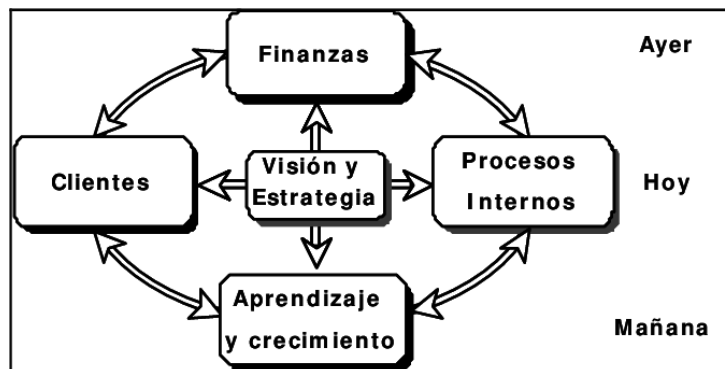 Finanzas
Ayer
Clientes
Visión y
Estrategia
Procesos
Internos
Hoy
Aprendizaje
y crecimiento
Mañana